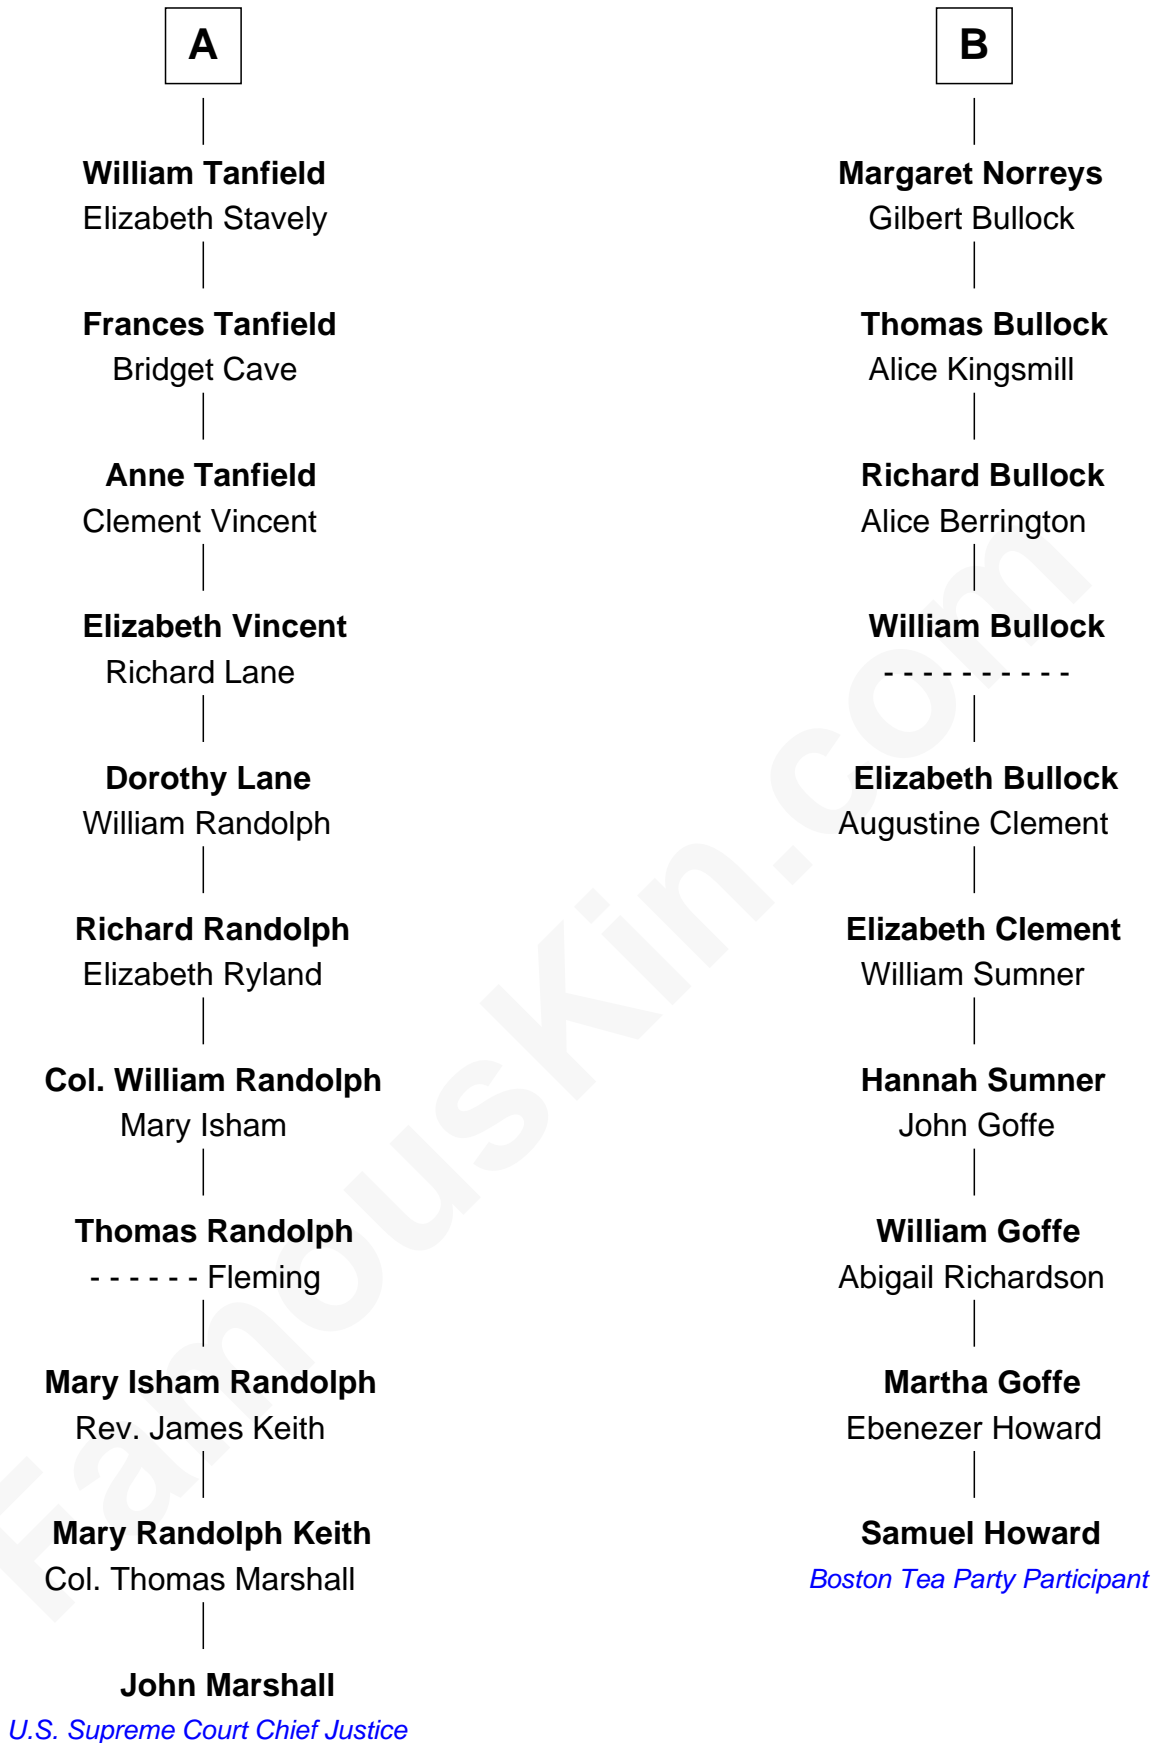 A
William Tanfield
Elizabeth Stavely
Frances Tanfield
Bridget Cave
Anne Tanfield
Clement Vincent
Elizabeth Vincent
Richard Lane
Dorothy Lane
William Randolph
Richard Randolph
Elizabeth Ryland
Col. William Randolph
Mary Isham
Thomas Randolph
- - - - - - Fleming
Mary Isham Randolph
Rev. James Keith
Mary Randolph Keith
Col. Thomas Marshall
John Marshall
U.S. Supreme Court Chief Justice
B
Margaret Norreys
Gilbert Bullock
Thomas Bullock
Alice Kingsmill
Richard Bullock
Alice Berrington
William Bullock
- - - - - - - - - -
Elizabeth Bullock
Augustine Clement
Elizabeth Clement
William Sumner
Hannah Sumner
John Goffe
William Goffe
Abigail Richardson
Martha Goffe
Ebenezer Howard
Samuel Howard
Boston Tea Party Participant
FamousKin.com